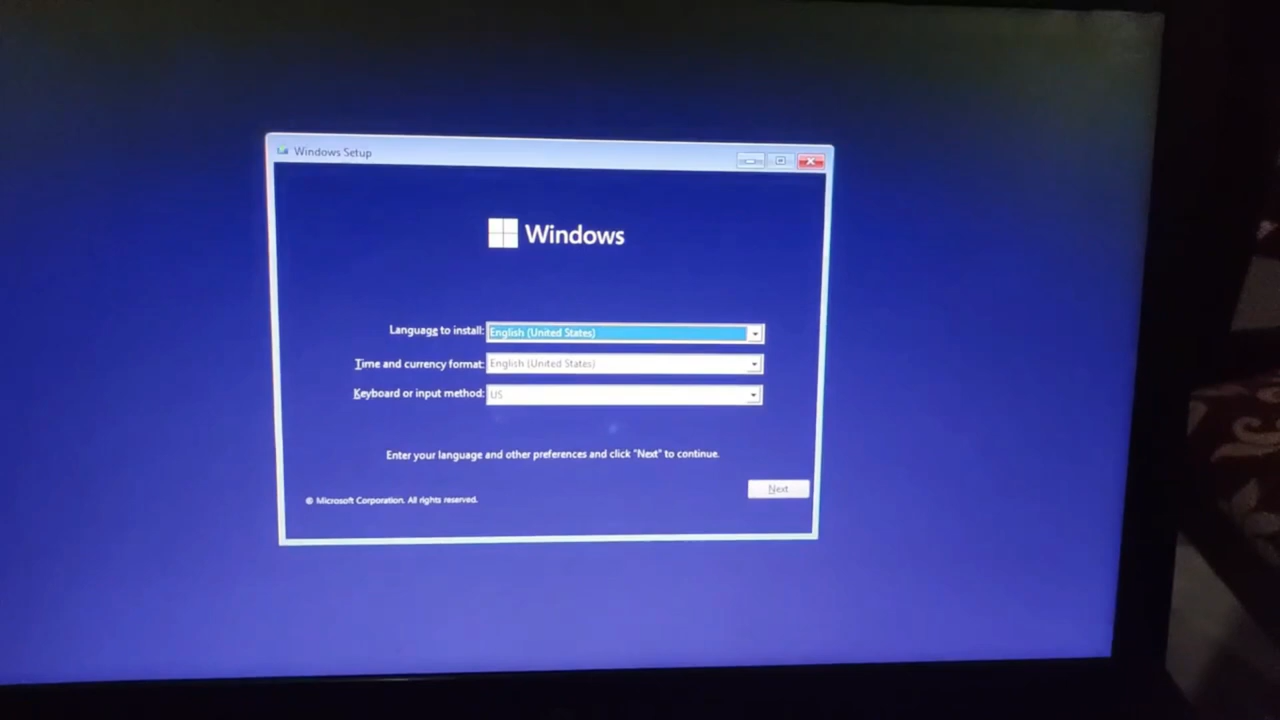 Windows Setup
Windows
Language to install: English (United States)
Time and currency format: English (United States)
Keyboard or input method: US
Enter your language and other preferences and click "Next" to continue.
Next
© Microsoft Corporation. All rights reserved.